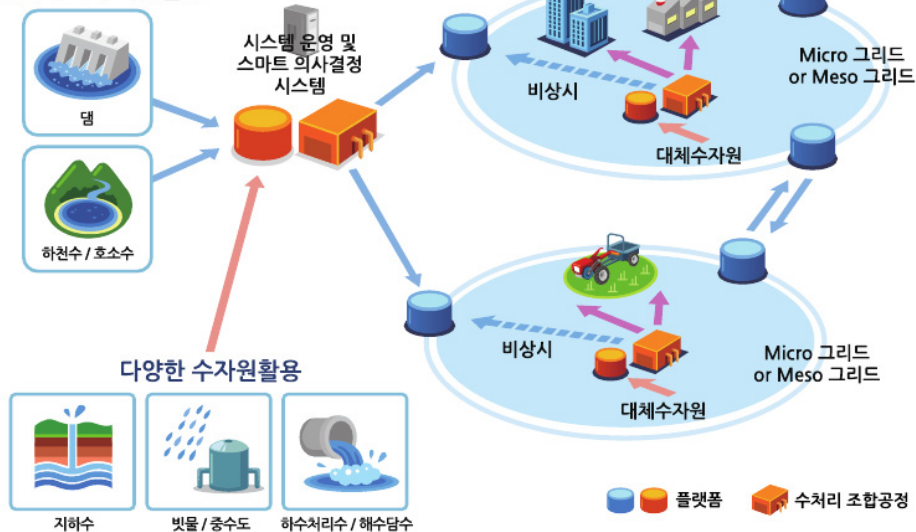 시스템 운영 및
스마트 의사결정
시스템
댐
하천수 / 호소수
비상시
대체수자원
Micro 그리드
or Meso 그리드
비상시
대체수자원
Micro 그리드
or Meso 그리드
다양한 수자원활용
지하수
빗물 / 중수도
하수처리수 / 해수담수
플랫폼
수처리 조합공정